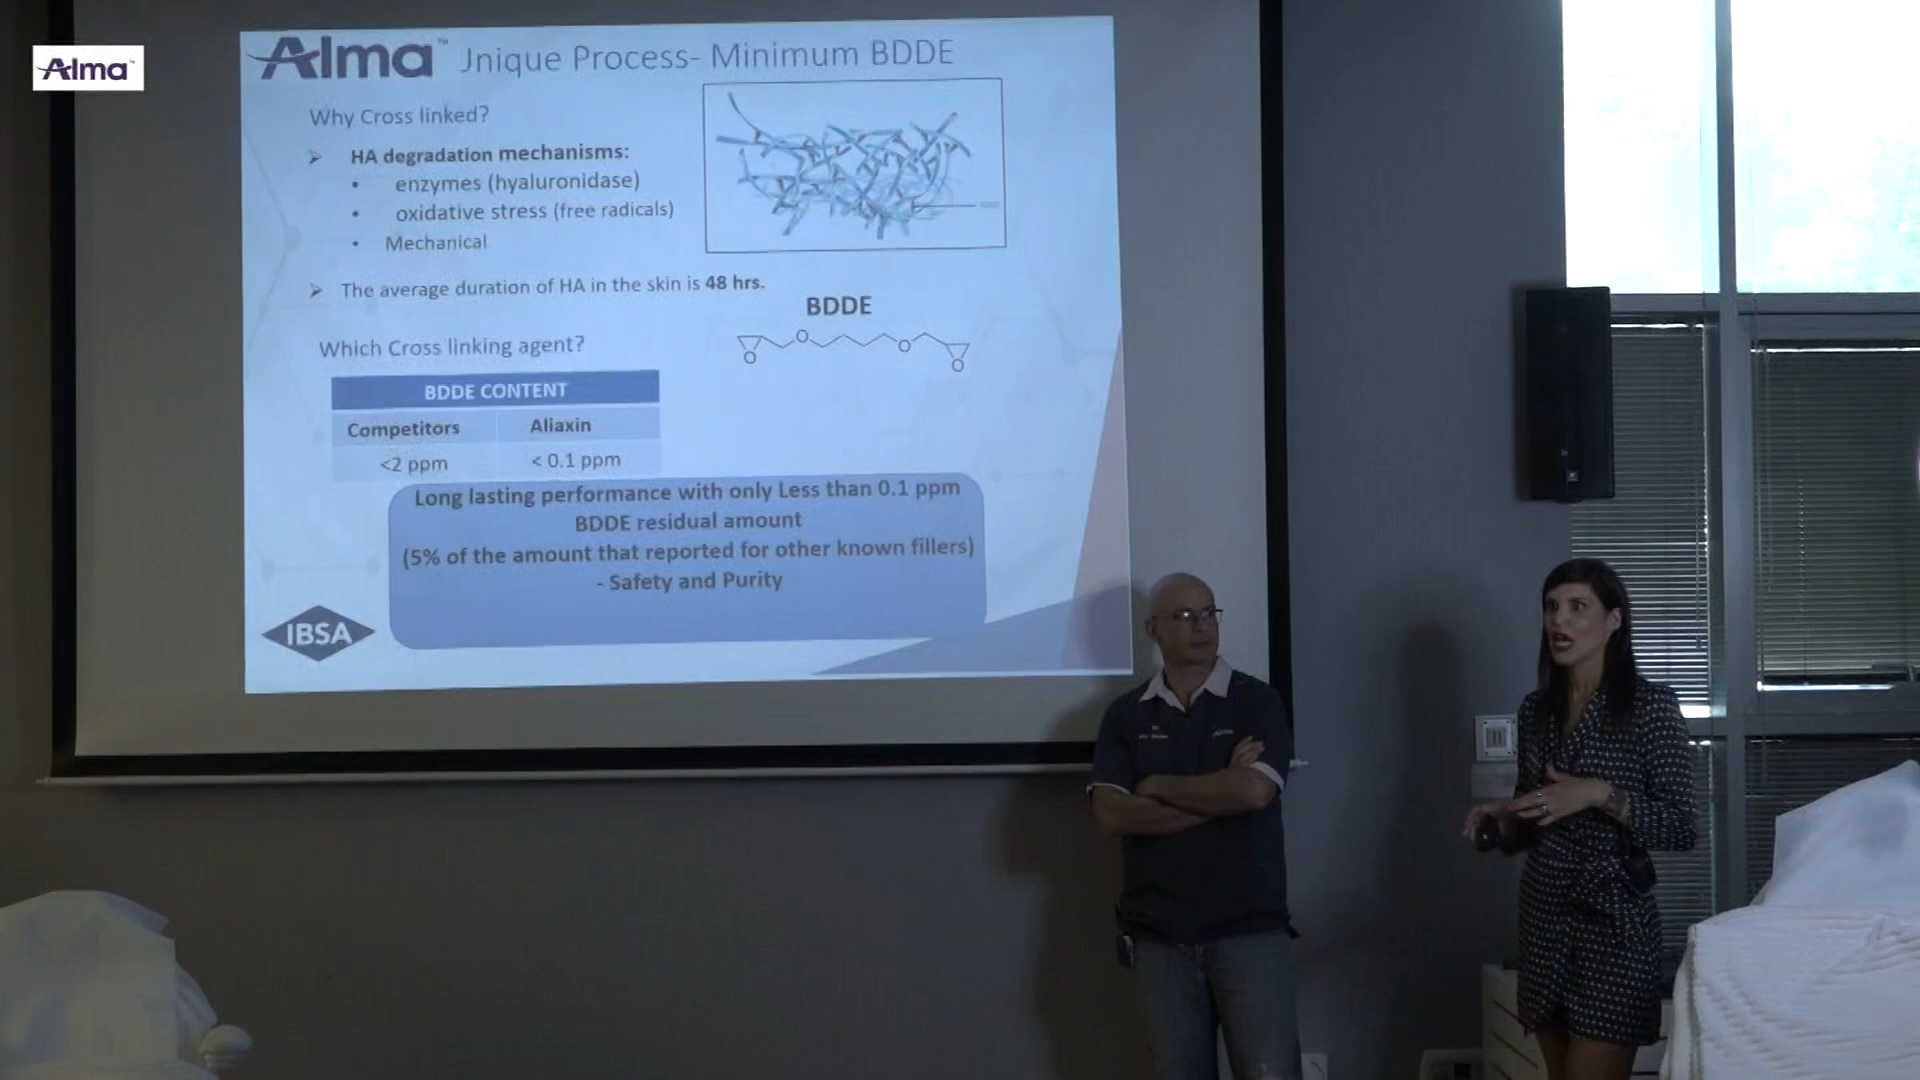 Alma™
Alma™ Jnique Process- Minimum BDDE
Why Cross linked?
➢ HA degradation mechanisms:
• enzymes (hyaluronidase)
• oxidative stress (free radicals)
• Mechanical
➢ The average duration of HA in the skin is 48 hrs.
BDDE
O
O
O
O
Which Cross linking agent?
BDDE CONTENT
Competitors Aliaxin
<2 ppm < 0.1 ppm
Long lasting performance with only Less than 0.1 ppm
BDDE residual amount
(5% of the amount that reported for other known fillers)
- Safety and Purity
IBSA